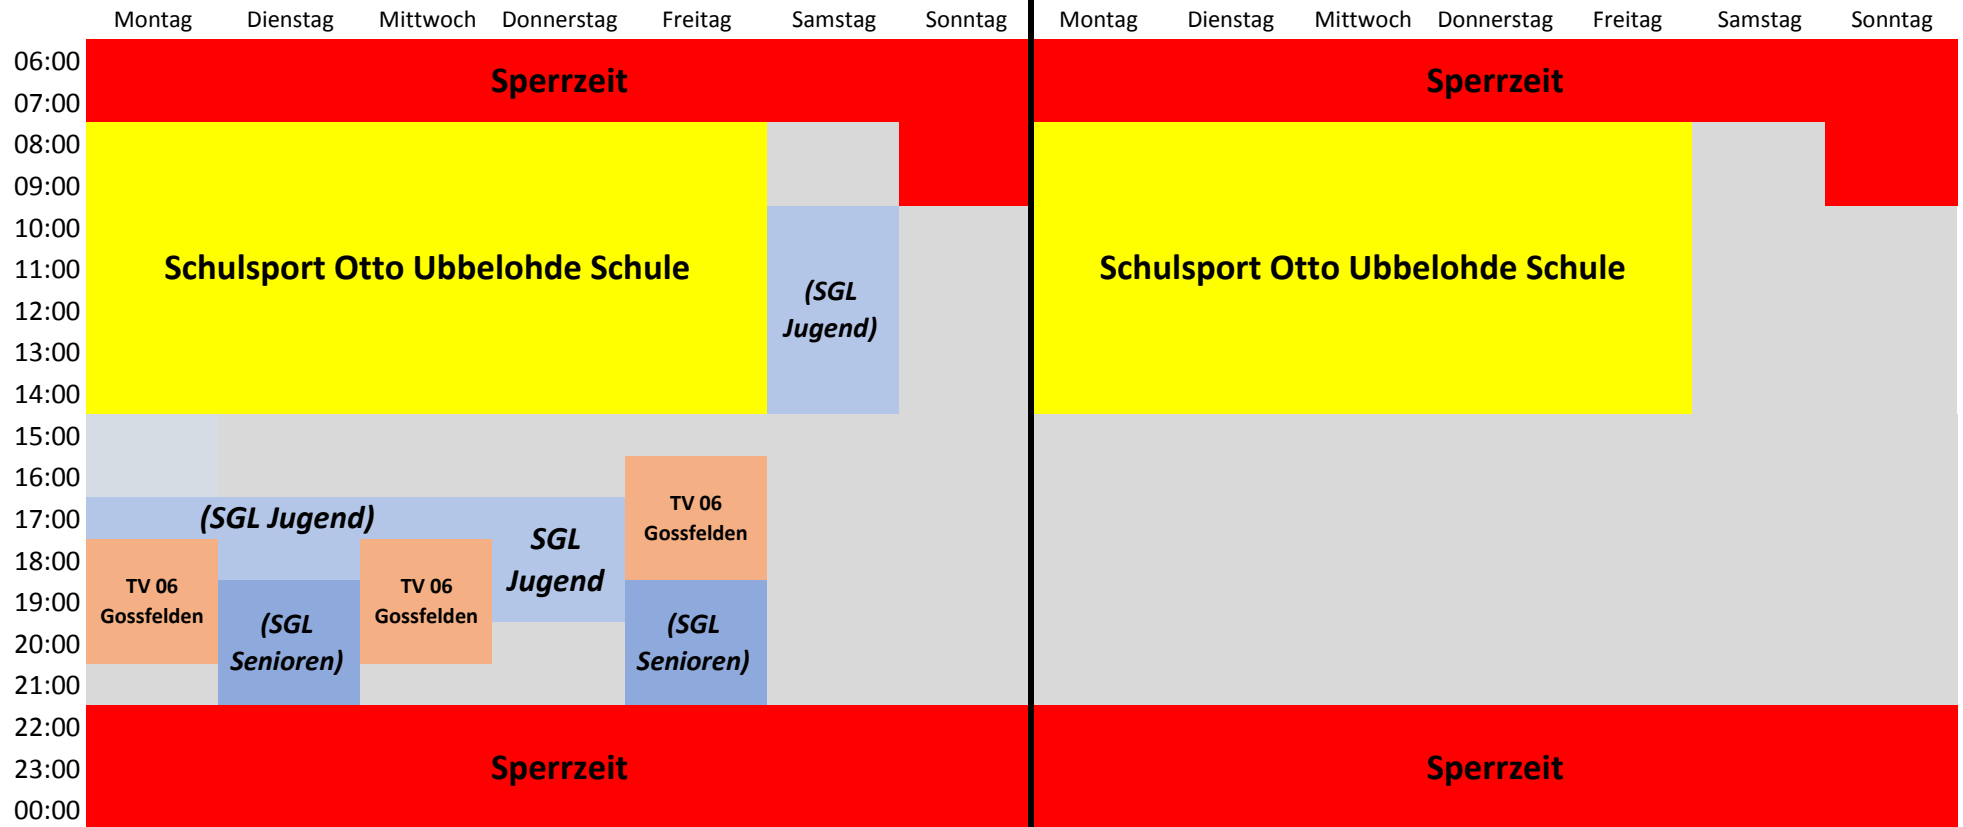 Montag Dienstag Mittwoch Donnerstag Freitag Samstag Sonntag Montag Dienstag Mittwoch Donnerstag Freitag Samstag Sonntag
06:00
Sperrzeit Sperrzeit
07:00
08:00
09:00
10:00
11:00
Schulsport Otto Ubbelohde Schule Schulsport Otto Ubbelohde Schule
(SGL
12:00
Jugend)
13:00
14:00
15:00
16:00
17:00
(SGL Jugend)
TV 06
Gossfelden
SGL
Jugend
18:00
TV 06
Gossfelden
TV 06
Gossfelden
19:00
(SGL
Senioren)
(SGL
Senioren)
20:00
21:00
22:00
23:00
Sperrzeit Sperrzeit
00:00